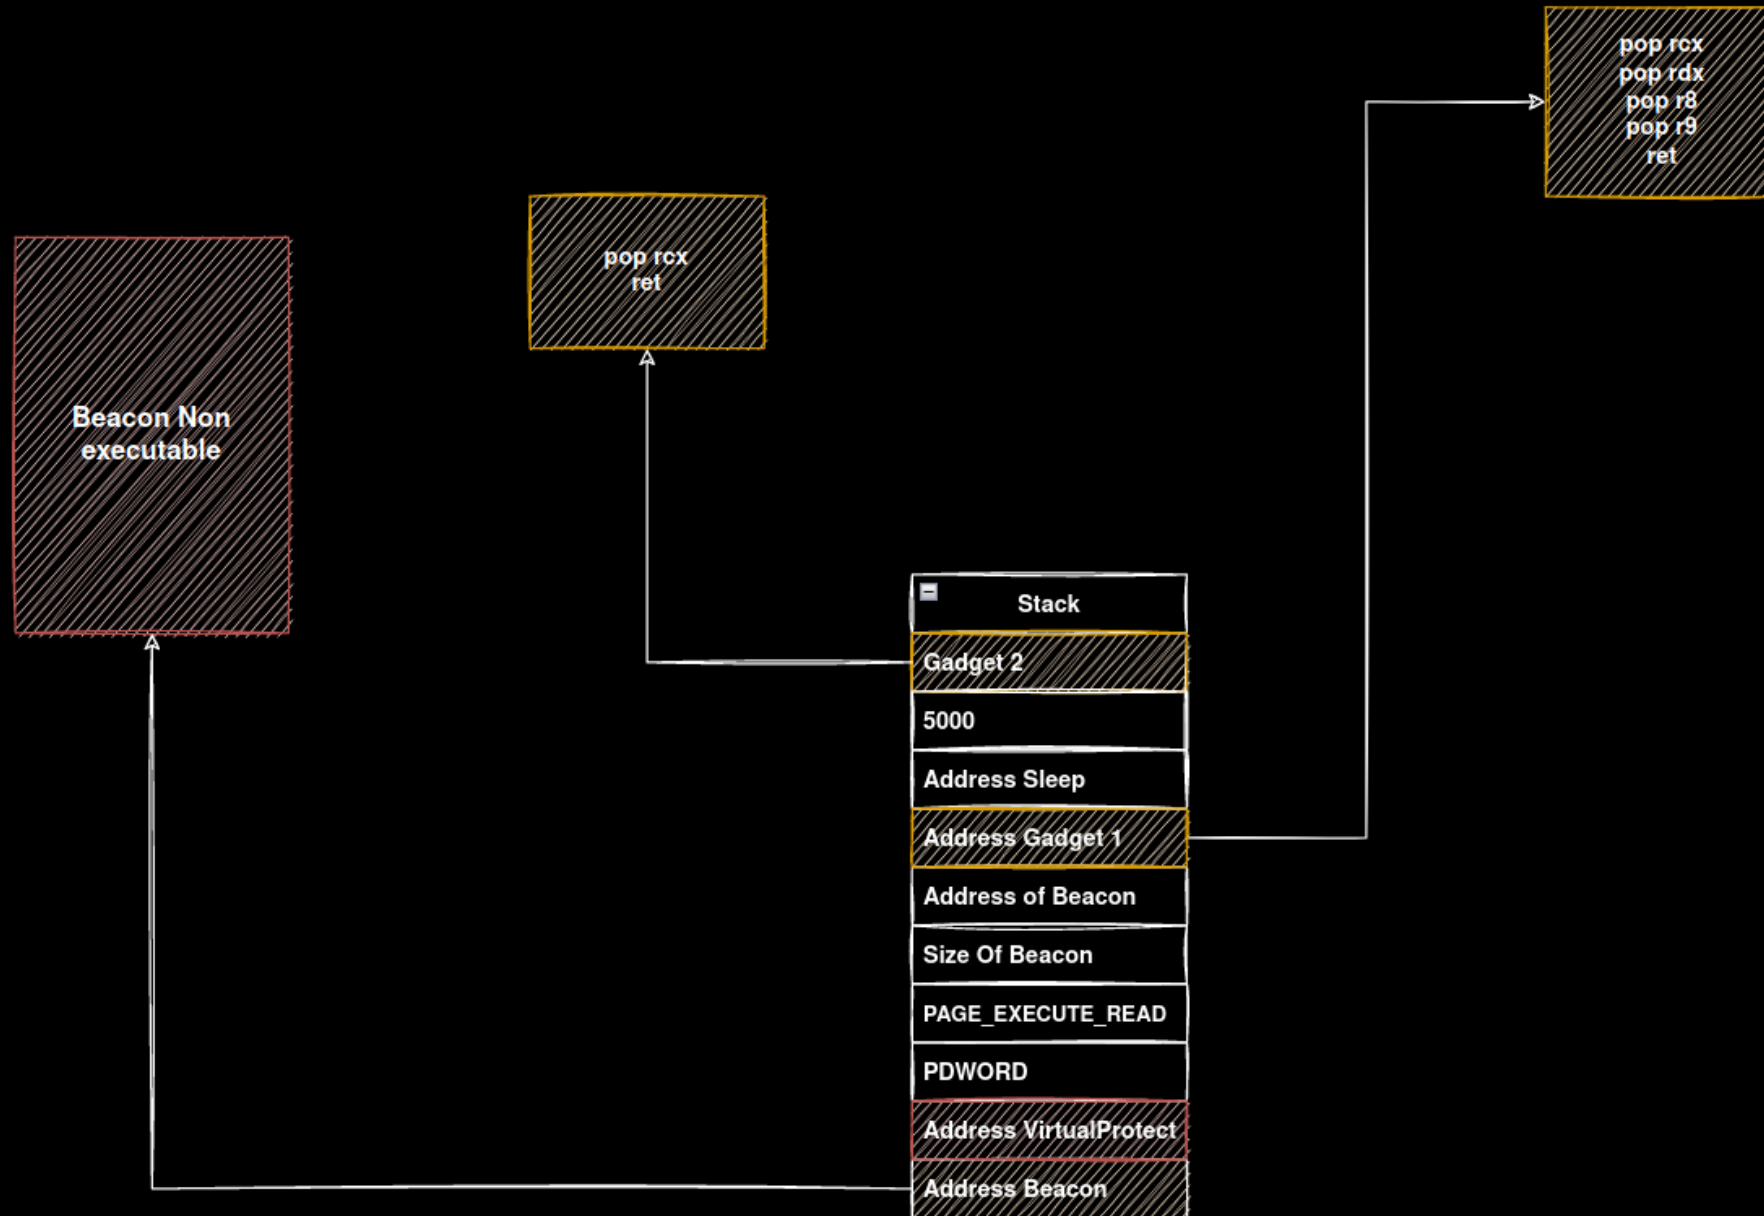 pop rcx
pop rdx
pop r8
pop r9
ret
pop rcx
ret
Beacon Non
executable
Stack
Gadget 2
5000
Address Sleep
Address Gadget 1
Address of Beacon
Size Of Beacon
PAGE_EXECUTE_READ
PDWORD
Address VirtualProtect
Address Beacon